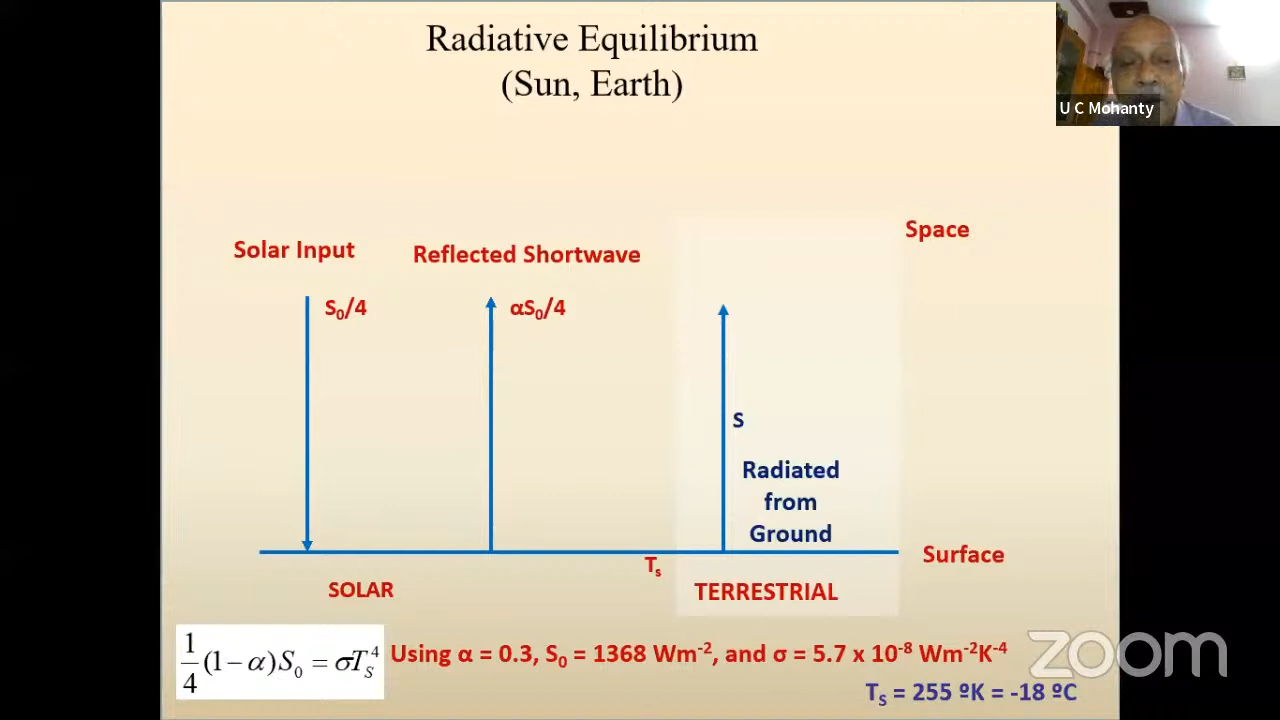 Radiative Equilibrium
(Sun, Earth)
U C Mohanty
Space
Solar Input
Reflected Shortwave
S₀/4
αS₀/4
S
Radiated
from
Ground
Surface
Tₛ
SOLAR
TERRESTRIAL
1/4 (1−α)S₀ = σT_S⁴
Using α = 0.3, S₀ = 1368 Wm⁻², and σ = 5.7 x 10⁻⁸ Wm⁻²K⁻⁴
T_S = 255 ºK = -18 ºC
zoom